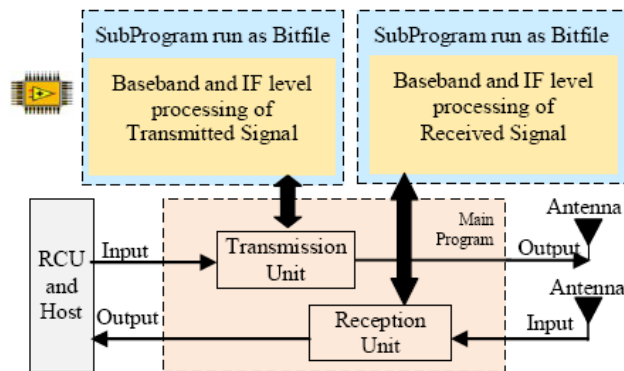 SubProgram run as Bitfile
Baseband and IF level
processing of
Transmitted Signal
SubProgram run as Bitfile
Baseband and IF level
processing of
Received Signal
RCU
and
Host
Input
Transmission
Unit
Main
Program
Output
Antenna
Output
Reception
Unit
Input
Antenna